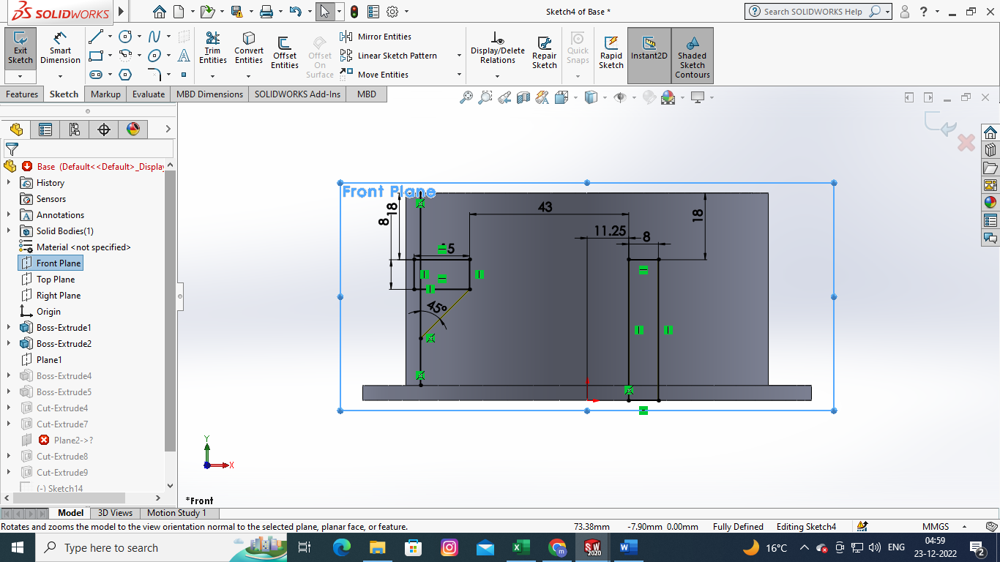 SOLIDWORKS
Sketch4 of Base *
Search SOLIDWORKS Help
Exit Sketch
Smart Dimension
Trim Entities
Convert Entities
Offset Entities
Offset On Surface
Mirror Entities
Linear Sketch Pattern
Move Entities
Display/Delete Relations
Repair Sketch
Quick Snaps
Rapid Sketch
Instant2D
Shaded Sketch Contours
Features
Sketch
Markup
Evaluate
MBD Dimensions
SOLIDWORKS Add-Ins
MBD
Base (Default<<Default>_Display
History
Sensors
Annotations
Solid Bodies(1)
Material <not specified>
Front Plane
Top Plane
Right Plane
Origin
Boss-Extrude1
Boss-Extrude2
Plane1
Boss-Extrude4
Boss-Extrude5
Cut-Extrude4
Cut-Extrude7
Plane2->?
Cut-Extrude8
Cut-Extrude9
(-) Sketch14
Front Plane
18
8
43
11.25
8
18
45°
Y
X
*Front
Model
3D Views
Motion Study 1
Rotates and zooms the model to the view orientation normal to the selected plane, planar face, or feature.
73.38mm
-7.90mm
0.00mm
Fully Defined
Editing Sketch4
MMGS
Type here to search
SW 2020
16°C
ENG
04:59
23-12-2022
2